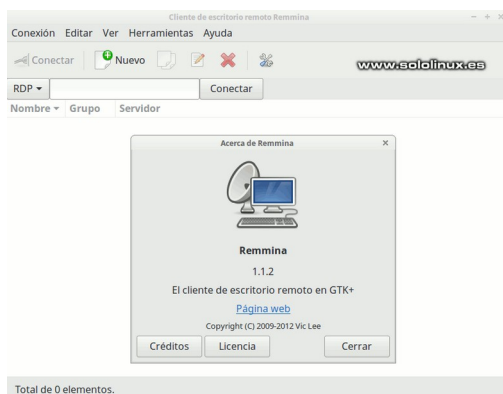 Cliente de escritorio remoto Remmina
Conexión Editar Ver Herramientas Ayuda
Conectar Nuevo
www.sololinux.es
RDP Conectar
Nombre Grupo Servidor
Acerca de Remmina
Remmina
1.1.2
El cliente de escritorio remoto en GTK+
Página web
Copyright (C) 2009-2012 Vic Lee
Créditos Licencia Cerrar
Total de 0 elementos.